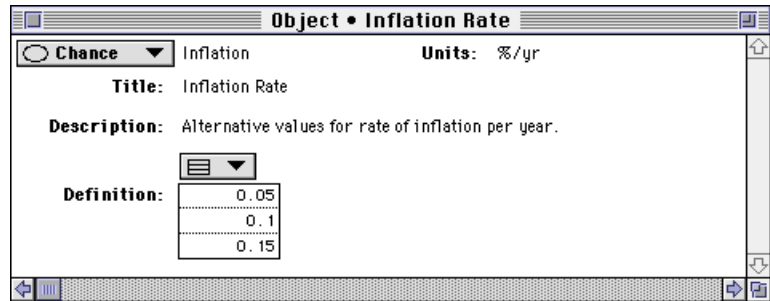 Object • Inflation Rate
Chance Inflation Units: %/yr
Title: Inflation Rate
Description: Alternative values for rate of inflation per year.
Definition: 0.05
0.1
0.15